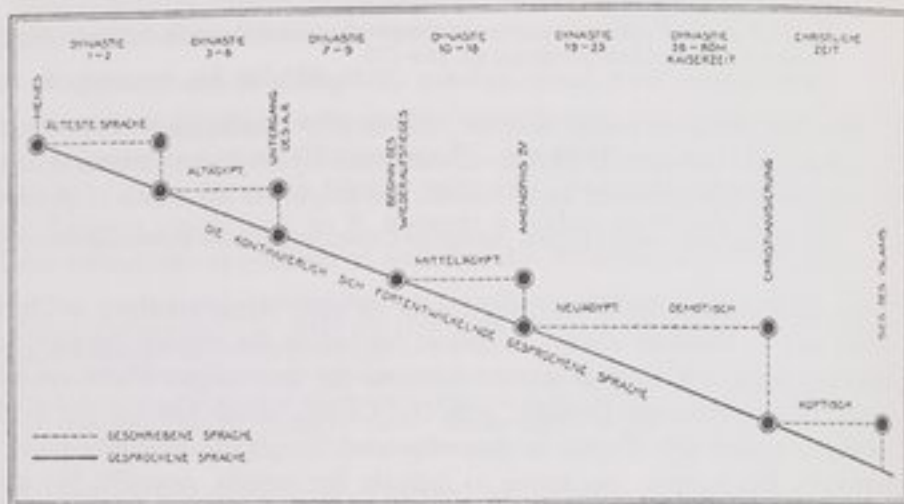 DYNASTIE
1–2
DYNASTIE
3–8
DYNASTIE
7–9
DYNASTIE
10–18
DYNASTIE
19–25
DYNASTIE
26–RÖM.
KAISERZEIT
CHRISTLICHE
ZEIT
MENES
ÄLTESTE SPRACHE
ALTÄGYPT.
UNTERGANG
DES A.R.
BEGINN DES
WIEDERAUFSTIEGES
MITTELÄGYPT.
AMENOPHIS IV.
NEUÄGYPT.
DEMOTISCH
CHRISTIANISIERUNG
KOPTISCH
SIEG DES ISLAMS
DIE KONTINUIERLICH SICH FORTENTWICKELNDE GESPROCHENE SPRACHE
GESCHRIEBENE SPRACHE
GESPROCHENE SPRACHE